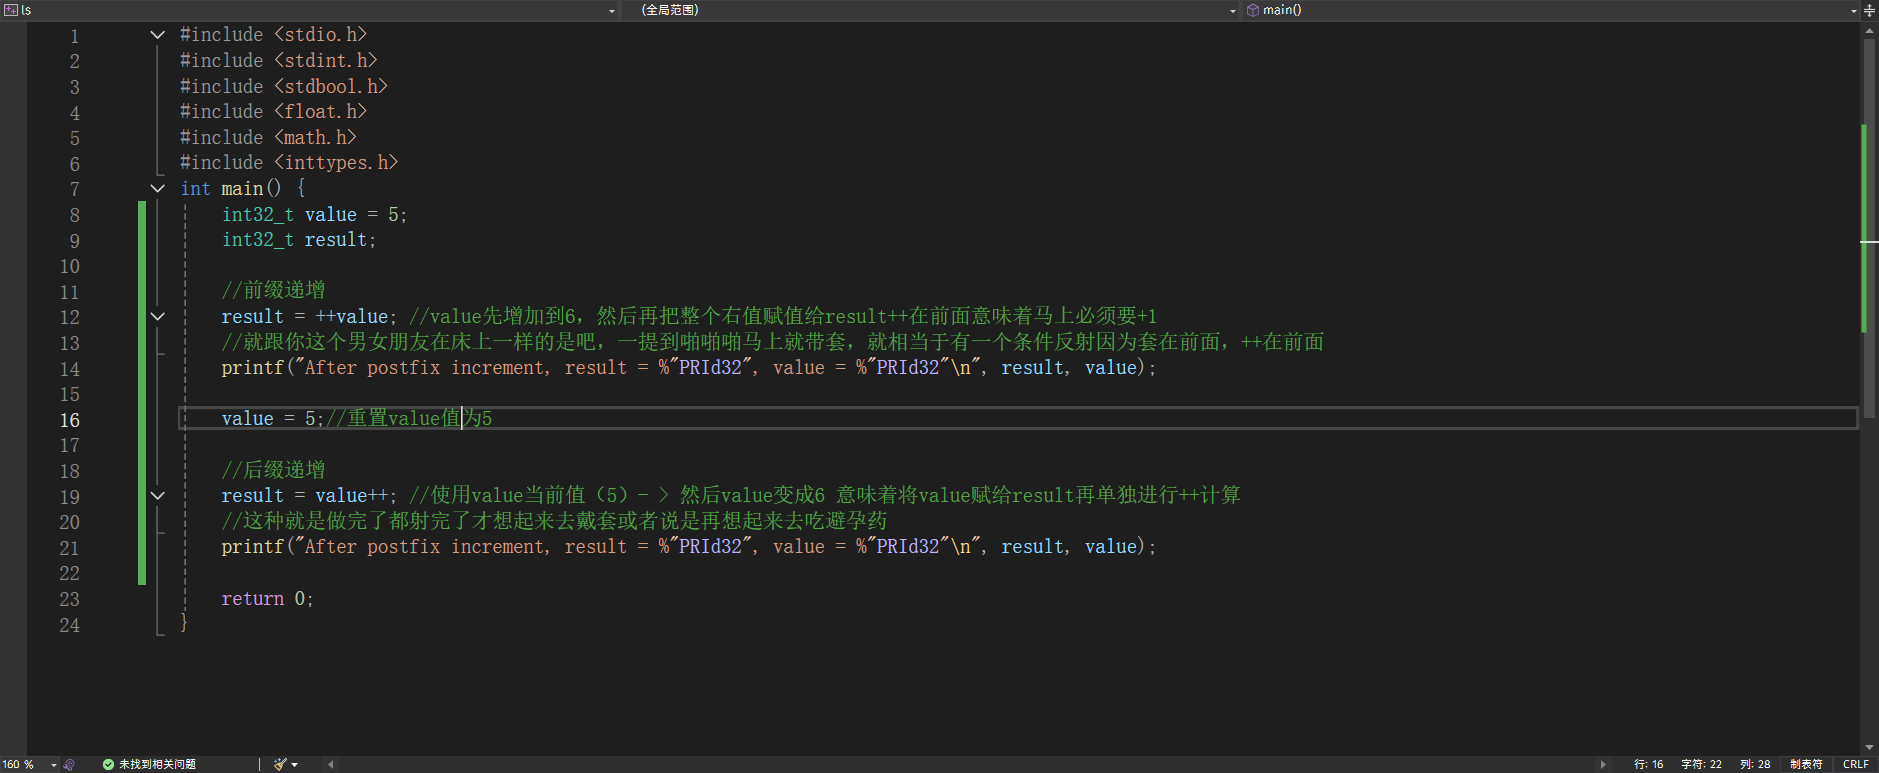 ls (全局范围) main()
1 #include <stdio.h>
2 #include <stdint.h>
3 #include <stdbool.h>
4 #include <float.h>
5 #include <math.h>
6 #include <inttypes.h>
7 int main() {
8 int32_t value = 5;
9 int32_t result;
10
11 //前缀递增
12 result = ++value; //value先增加到6，然后再把整个右值赋值给result++在前面意味着马上必须要+1
13 //就跟你这个男女朋友在床上一样的是吧，一提到啪啪啪马上就带套，就相当于有一个条件反射因为套在前面，++在前面
14 printf("After postfix increment, result = %"PRId32", value = %"PRId32"\n", result, value);
15
16 value = 5;//重置value值为5
17
18 //后缀递增
19 result = value++; //使用value当前值（5）- > 然后value变成6 意味着将value赋给result再单独进行++计算
20 //这种就是做完了都射完了才想起来去戴套或者说是再想起来去吃避孕药
21 printf("After postfix increment, result = %"PRId32", value = %"PRId32"\n", result, value);
22
23 return 0;
24 }
160 % 未找到相关问题 行: 16 字符: 22 列: 28 制表符 CRLF